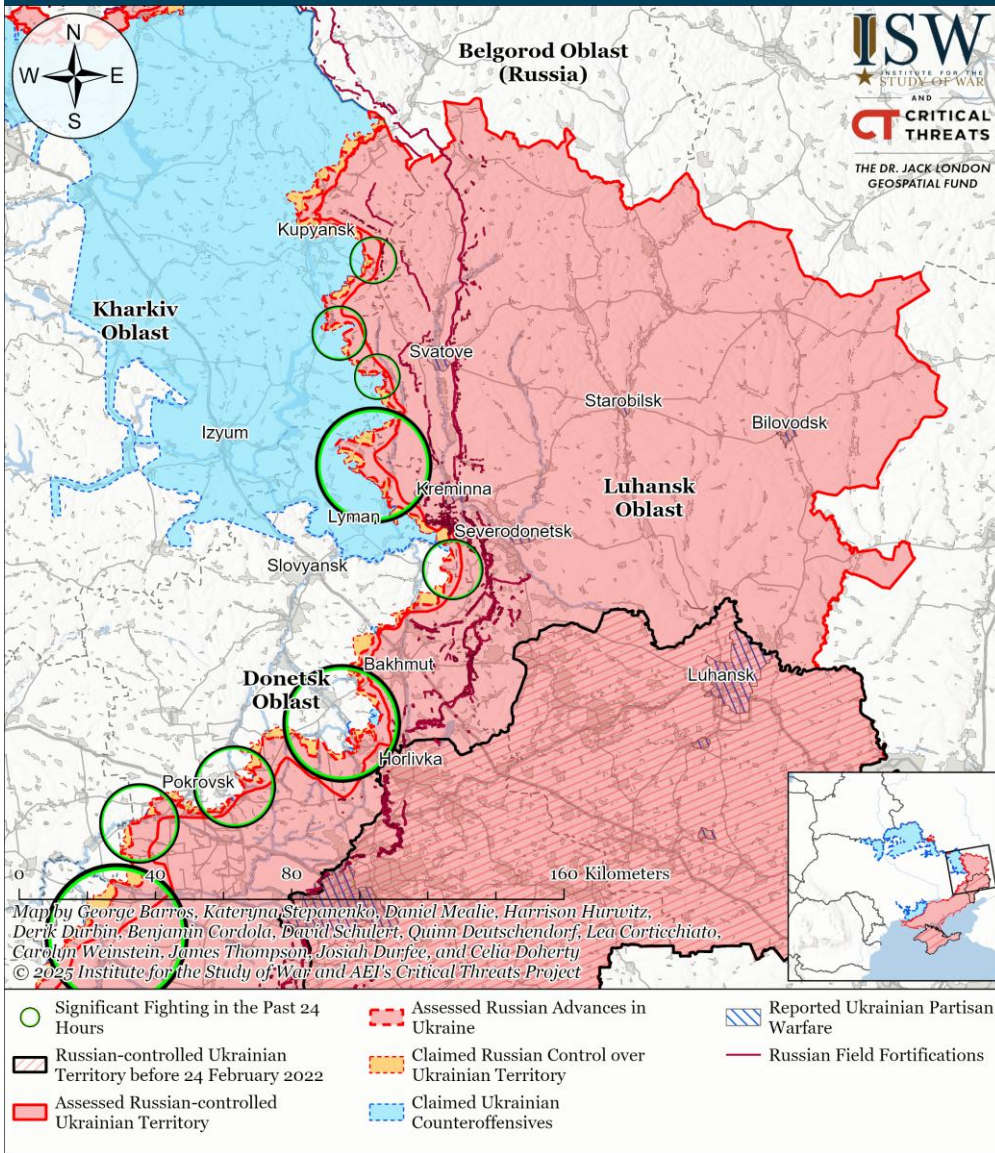 N
W E
S
Belgorod Oblast
(Russia)
ISW
INSTITUTE FOR THE
STUDY OF WAR
AND
CT CRITICAL
THREATS
THE DR. JACK LONDON
GEOSPATIAL FUND
Kupyansk
Kharkiv
Oblast
Svatove
Starobilsk
Bilovodsk
Izyum
Kreminna
Luhansk
Oblast
Lyman
Severodonetsk
Slovyansk
Bakhmut
Luhansk
Donetsk
Oblast
Horlivka
Pokrovsk
0 40 80 160 Kilometers
Map by George Barros, Kateryna Stepanenko, Daniel Mealie, Harrison Hurwitz,
Derik Durbin, Benjamin Cordola, David Schulert, Quinn Deutschendorf, Lea Corticchiato,
Carolyn Weinstein, James Thompson, Josiah Durfee, and Celia Doherty
© 2025 Institute for the Study of War and AEI's Critical Threats Project
Significant Fighting in the Past 24
Hours
Russian-controlled Ukrainian
Territory before 24 February 2022
Assessed Russian-controlled
Ukrainian Territory
Assessed Russian Advances in
Ukraine
Claimed Russian Control over
Ukrainian Territory
Claimed Ukrainian
Counteroffensives
Reported Ukrainian Partisan
Warfare
Russian Field Fortifications